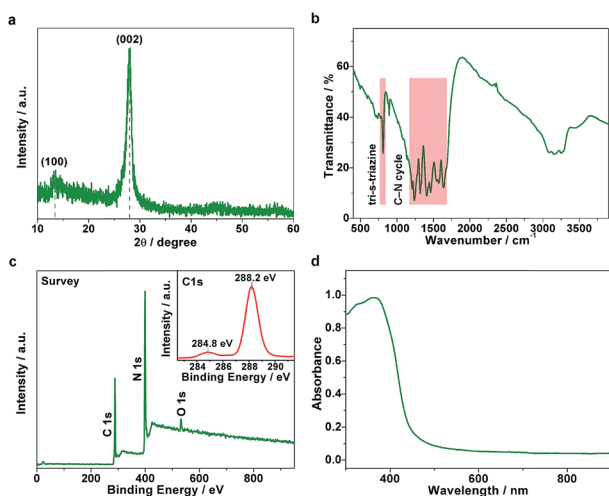 a
(002)
(100)
Intensity / a.u.
10 20 30 40 50 60
2θ / degree
b
60
40
20
0
Transmittance / %
tri-s-triazine
C–N cycle
500 1000 1500 2000 2500 3000 3500
Wavenumber / cm⁻¹
c
Survey
C 1s
N 1s
O 1s
Intensity / a.u.
0 200 400 600 800
Binding Energy / eV
C1s
288.2 eV
284.8 eV
Intensity / a.u.
284 286 288 290
Binding Energy / eV
d
1.0
0.8
0.6
0.4
0.2
0.0
Absorbance
400 500 600 700 800
Wavelength / nm